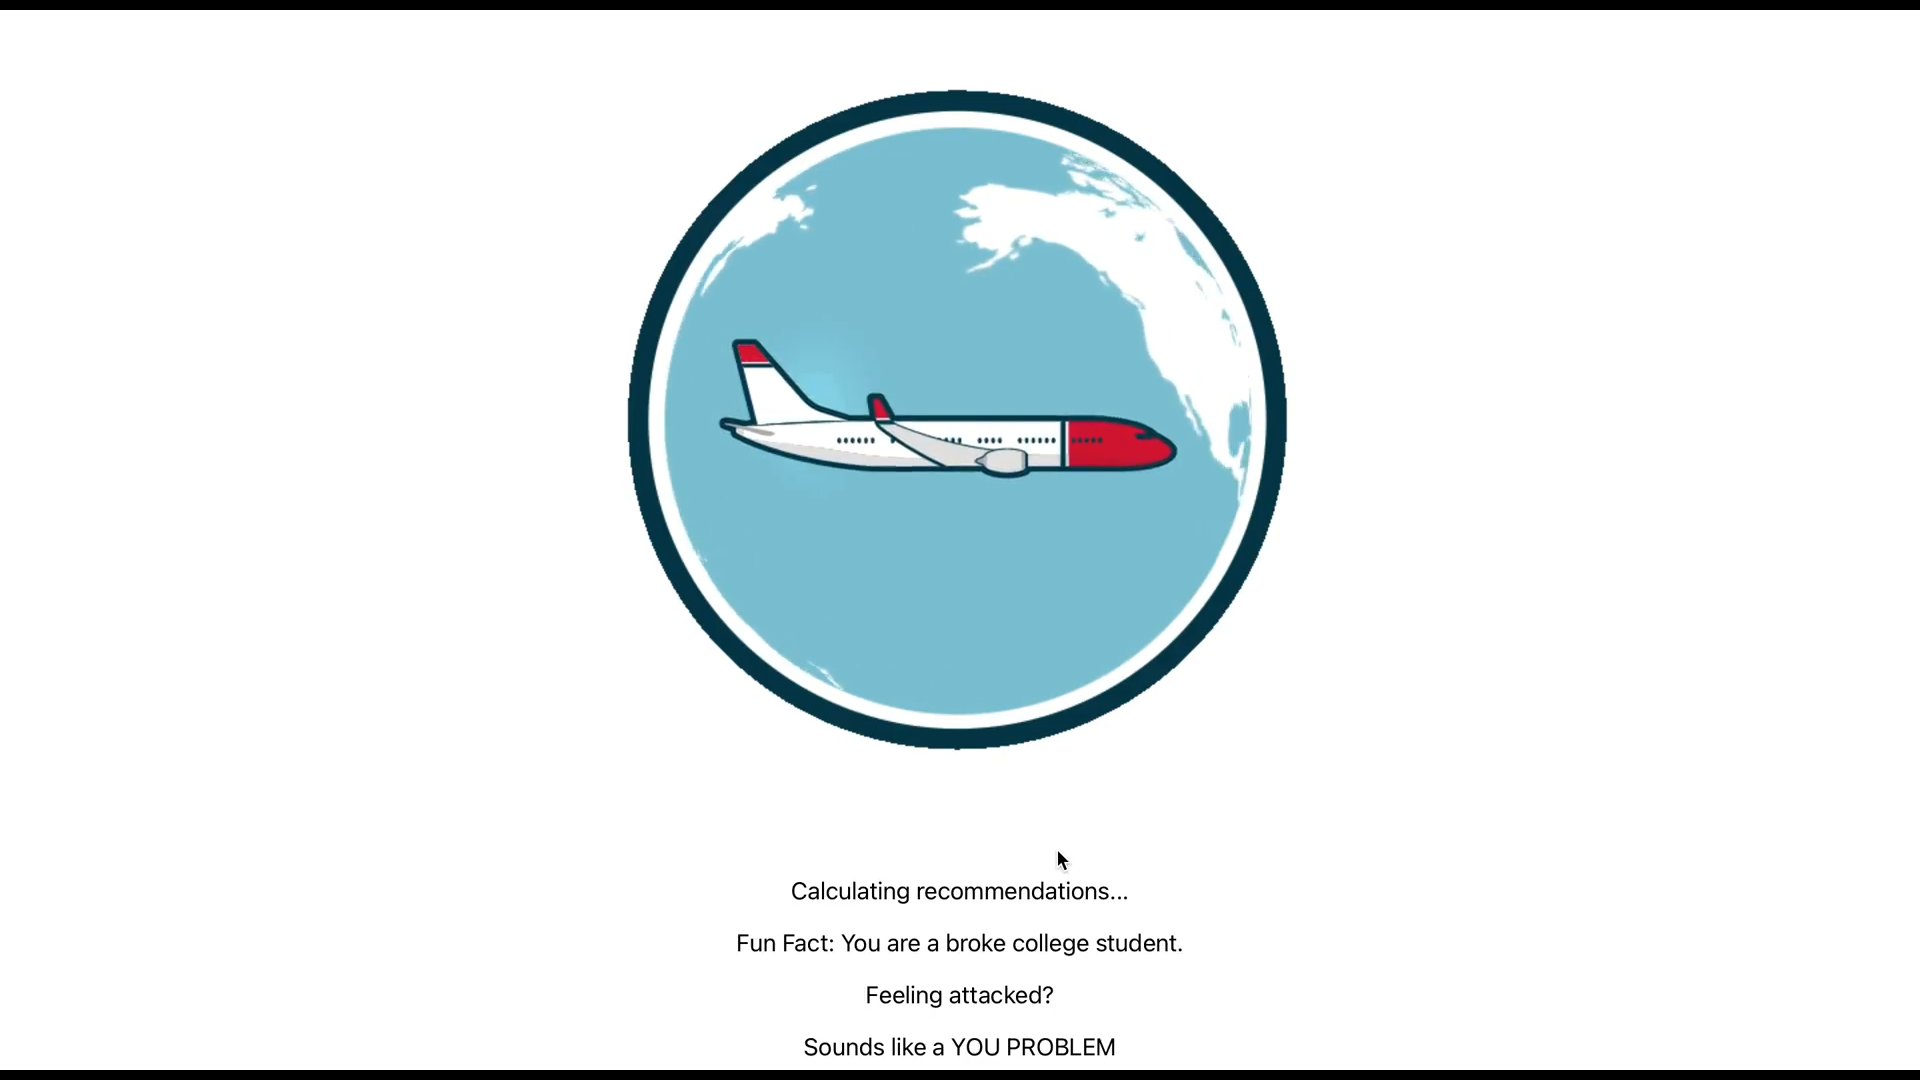 Calculating recommendations...
Fun Fact: You are a broke college student.
Feeling attacked?
Sounds like a YOU PROBLEM